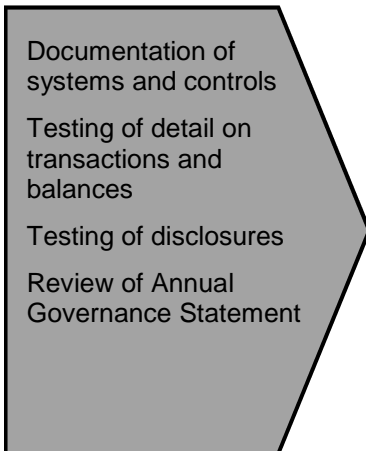 Documentation of
systems and controls
Testing of detail on
transactions and
balances
Testing of disclosures
Review of Annual
Governance Statement